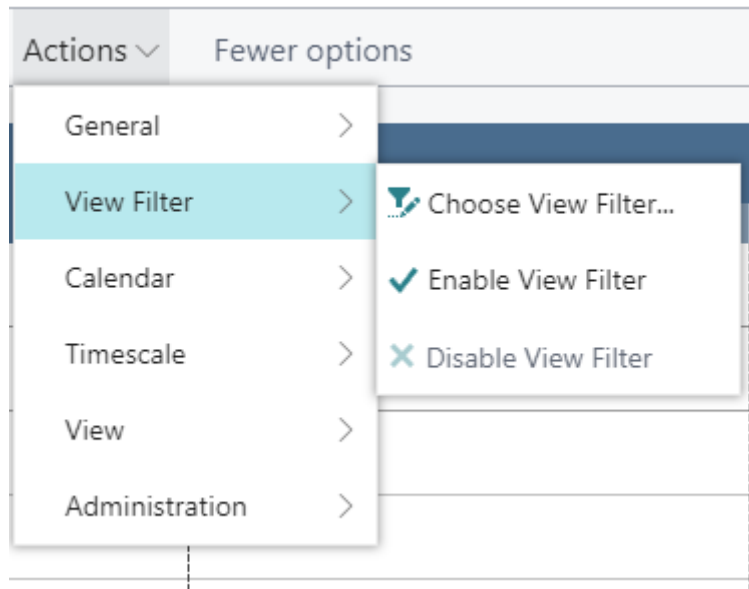 Actions Fewer options
General
View Filter
Choose View Filter...
Calendar
Enable View Filter
Timescale
Disable View Filter
View
Administration